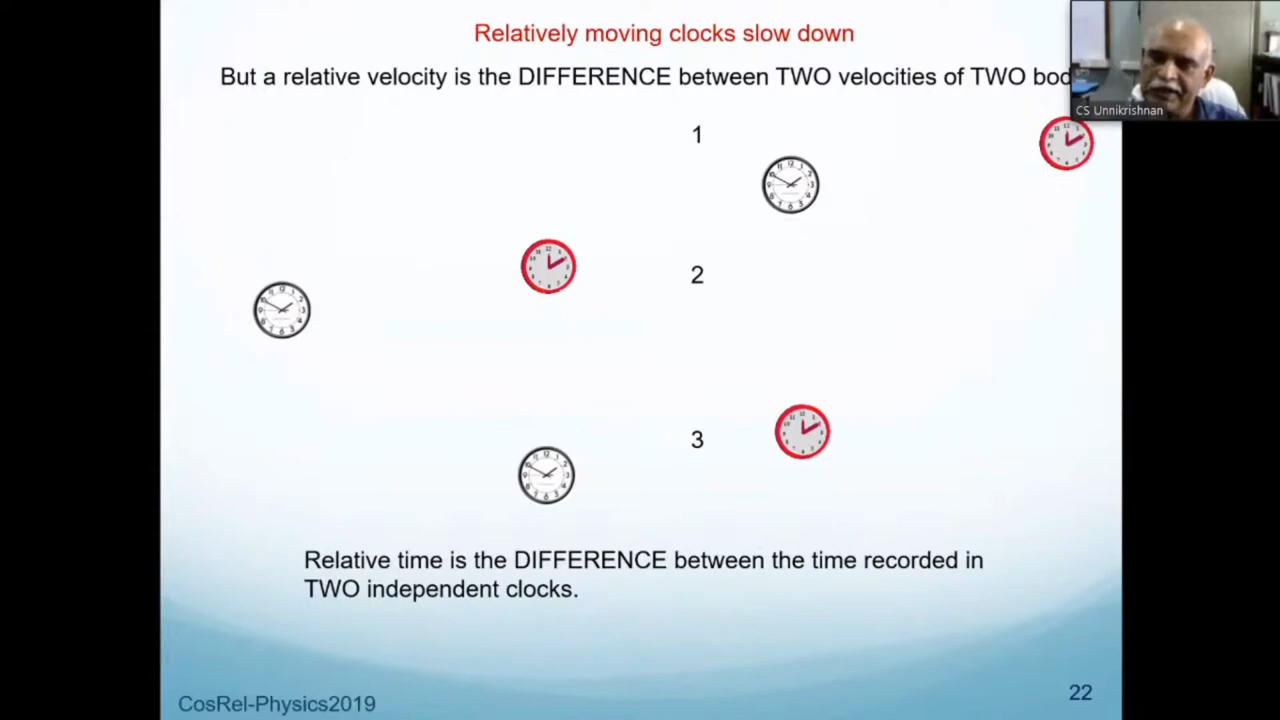 Relatively moving clocks slow down
But a relative velocity is the DIFFERENCE between TWO velocities of TWO
CS Unnikrishnan
1
2
3
Relative time is the DIFFERENCE between the time recorded in
TWO independent clocks.
CosRel-Physics2019
22